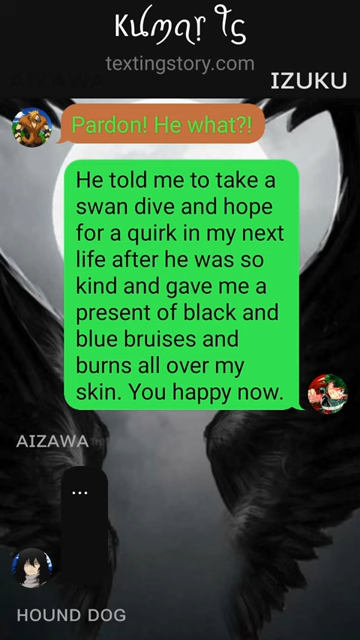 textingstory.com
IZUKU
Pardon! He what?!
He told me to take a
swan dive and hope
for a quirk in my next
life after he was so
kind and gave me a
present of black and
blue bruises and
burns all over my
skin. You happy now.
AIZAWA
...
HOUND DOG